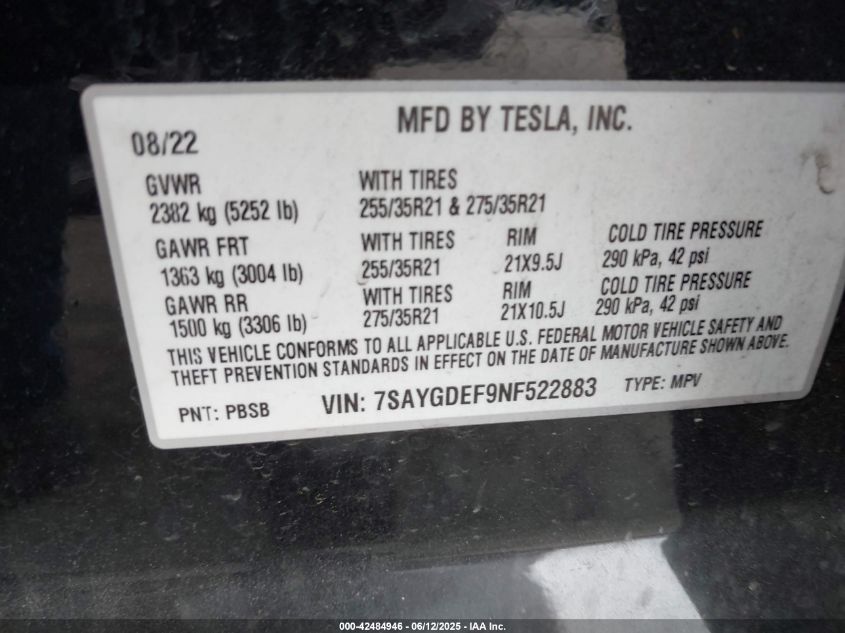 MFD BY TESLA, INC.
08/22
GVWR WITH TIRES
2382 kg (5252 lb) 255/35R21 & 275/35R21
GAWR FRT WITH TIRES RIM COLD TIRE PRESSURE
1363 kg (3004 lb) 255/35R21 21X9.5J 290 kPa, 42 psi
GAWR RR WITH TIRES RIM COLD TIRE PRESSURE
1500 kg (3306 lb) 275/35R21 21X10.5J 290 kPa, 42 psi
THIS VEHICLE CONFORMS TO ALL APPLICABLE U.S. FEDERAL MOTOR VEHICLE SAFETY AND
THEFT PREVENTION STANDARDS IN EFFECT ON THE DATE OF MANUFACTURE SHOWN ABOVE.
PNT: PBSB VIN: 7SAYGDEF9NF522883 TYPE: MPV
000-42484946 - 06/12/2025 - IAA Inc.